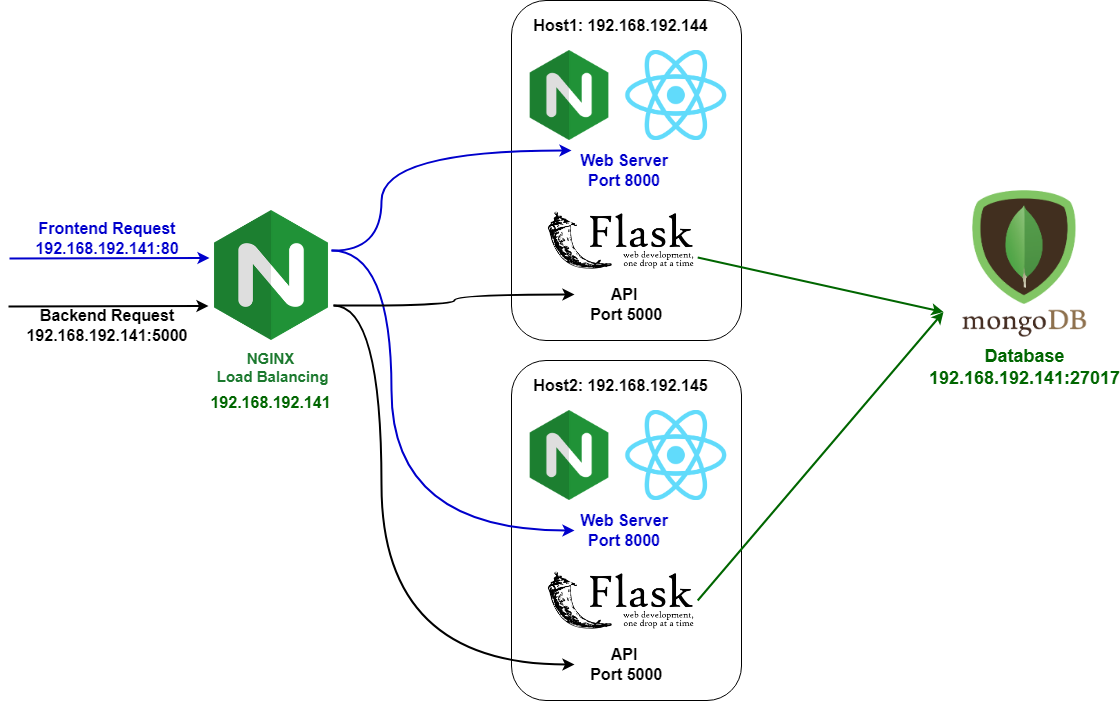 Frontend Request
192.168.192.141:80
Backend Request
192.168.192.141:5000
NGINX
Load Balancing
192.168.192.141
Host1: 192.168.192.144
Web Server
Port 8000
Flask
web development,
one drop at a time
API
Port 5000
Host2: 192.168.192.145
Web Server
Port 8000
Flask
web development,
one drop at a time
API
Port 5000
mongoDB
Database
192.168.192.141:27017